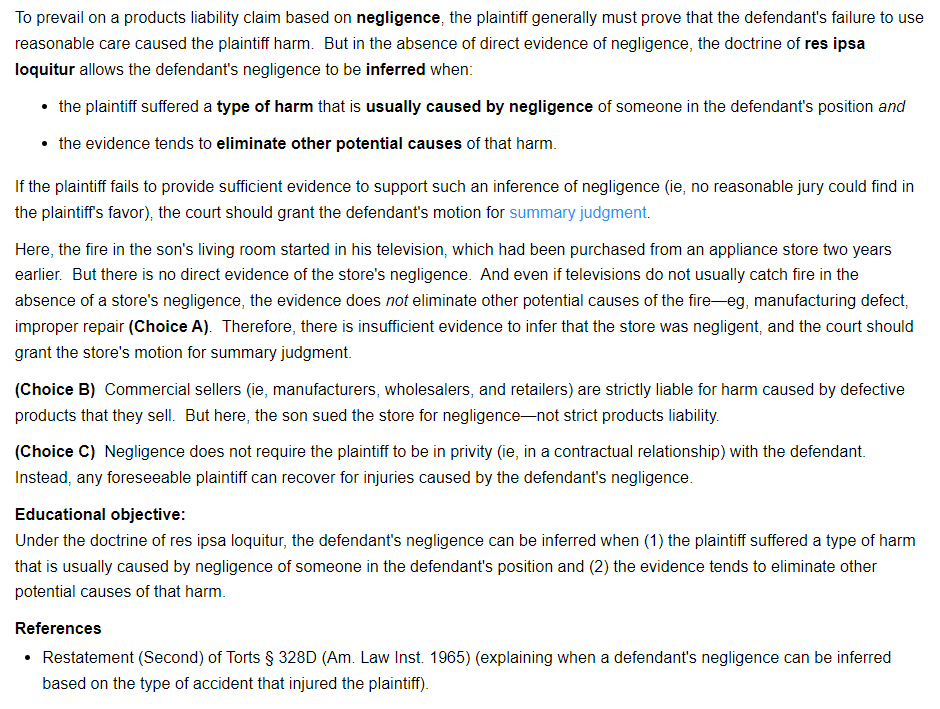 To prevail on a products liability claim based on negligence, the plaintiff generally must prove that the defendant's failure to use
reasonable care caused the plaintiff harm. But in the absence of direct evidence of negligence, the doctrine of res ipsa
loquitur allows the defendant's negligence to be inferred when:
• the plaintiff suffered a type of harm that is usually caused by negligence of someone in the defendant's position and
• the evidence tends to eliminate other potential causes of that harm.
If the plaintiff fails to provide sufficient evidence to support such an inference of negligence (ie, no reasonable jury could find in
the plaintiff's favor), the court should grant the defendant's motion for summary judgment.
Here, the fire in the son's living room started in his television, which had been purchased from an appliance store two years
earlier. But there is no direct evidence of the store's negligence. And even if televisions do not usually catch fire in the
absence of a store's negligence, the evidence does not eliminate other potential causes of the fire—eg, manufacturing defect,
improper repair (Choice A). Therefore, there is insufficient evidence to infer that the store was negligent, and the court should
grant the store's motion for summary judgment.
(Choice B) Commercial sellers (ie, manufacturers, wholesalers, and retailers) are strictly liable for harm caused by defective
products that they sell. But here, the son sued the store for negligence—not strict products liability.
(Choice C) Negligence does not require the plaintiff to be in privity (ie, in a contractual relationship) with the defendant.
Instead, any foreseeable plaintiff can recover for injuries caused by the defendant's negligence.
Educational objective:
Under the doctrine of res ipsa loquitur, the defendant's negligence can be inferred when (1) the plaintiff suffered a type of harm
that is usually caused by negligence of someone in the defendant's position and (2) the evidence tends to eliminate other
potential causes of that harm.
References
• Restatement (Second) of Torts § 328D (Am. Law Inst. 1965) (explaining when a defendant's negligence can be inferred
based on the type of accident that injured the plaintiff).